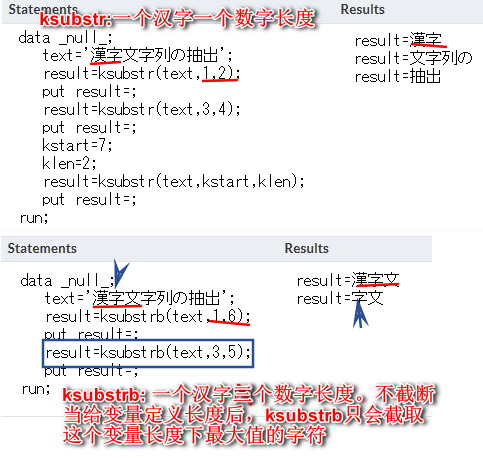 Statements
ksubstr:一个汉字一个数字长度
Results
data _null_;
text='漢字文字列の抽出';
result=ksubstr(text,1,2);
put result=;
result=ksubstr(text,3,4);
put result=;
kstart=7;
klen=2;
result=ksubstr(text,kstart,klen);
put result=;
run;
result=漢字
result=文字列の
result=抽出
Statements
Results
data _null_;
text='漢字文字列の抽出';
result=ksubstrb(text,1,6);
put result=;
result=ksubstrb(text,3,5);
put result=;
run;
result=漢字文
result=字文
ksubstrb: 一个汉字三个数字长度。不截断
当给变量定义长度后，ksubstrb只会截取
这个变量长度下最大值的字符